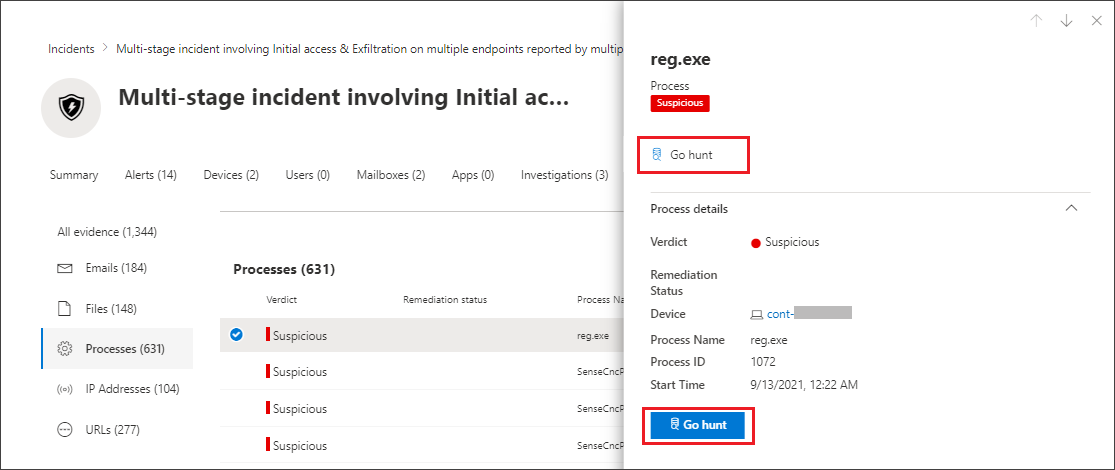 Incidents > Multi-stage incident involving Initial access & Exfiltration on multiple endpoints reported by multip
Multi-stage incident involving Initial ac...
Summary Alerts (14) Devices (2) Users (0) Mailboxes (2) Apps (0) Investigations (3)
All evidence (1,344)
Emails (184)
Files (148)
Processes (631)
IP Addresses (104)
URLs (277)
Processes (631)
Verdict Remediation status Process Na
Suspicious reg.exe
Suspicious SenseCncP
Suspicious SenseCncP
Suspicious SenseCncP
reg.exe
Process
Suspicious
Go hunt
Process details
Verdict Suspicious
Remediation
Status
Device cont-
Process Name reg.exe
Process ID 1072
Start Time 9/13/2021, 12:22 AM
Go hunt